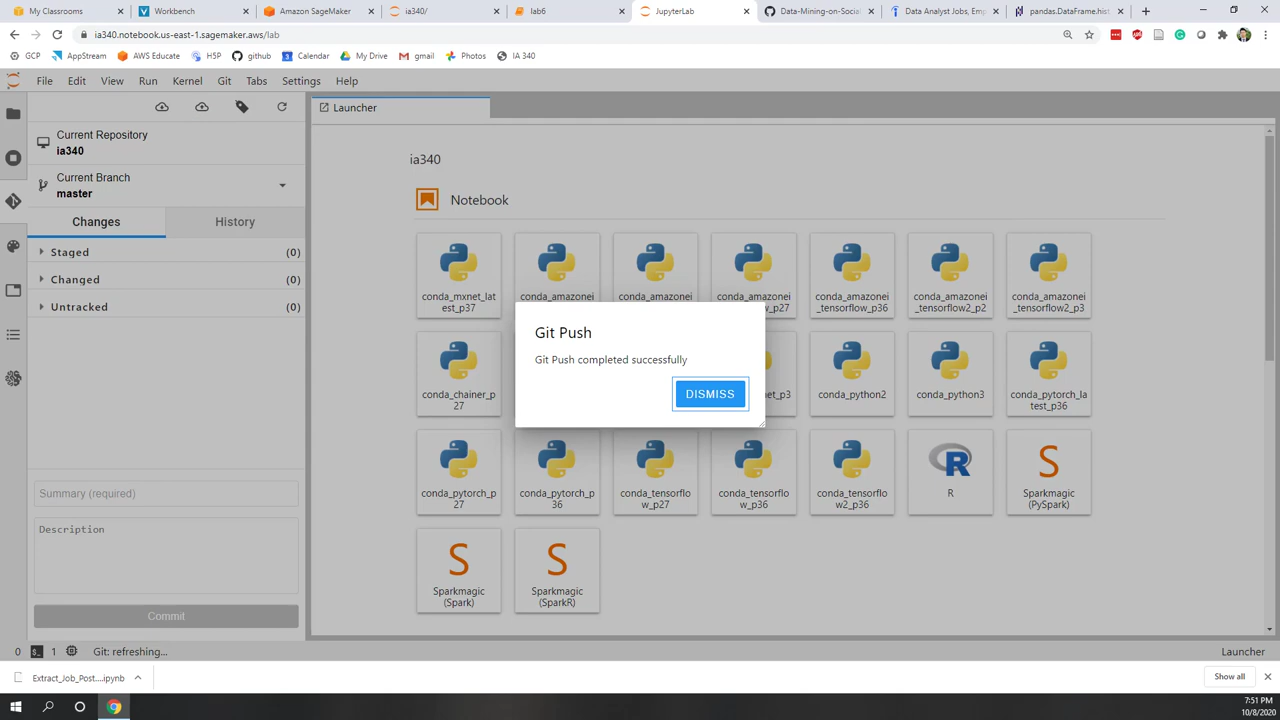 My Classrooms
Workbench
Amazon SageMaker
ia340/
lab6
JupyterLab
Data-Mining-on-Social
Data Analyst Jobs, Emp
pandas.DataFrame.hist
ia340.notebook.us-east-1.sagemaker.aws/lab
GCP
AppStream
AWS Educate
H5P
github
Calendar
My Drive
gmail
Photos
IA 340
File
Edit
View
Run
Kernel
Git
Tabs
Settings
Help
Current Repository
ia340
Current Branch
master
Changes
History
Staged
(0)
Changed
(0)
Untracked
(0)
Summary (required)
Description
Commit
Launcher
ia340
Notebook
conda_mxnet_lat
est_p37
conda_amazonei
conda_amazonei
conda_amazonei
_tensorflow_p36
conda_amazonei
_tensorflow2_p2
conda_amazonei
_tensorflow2_p3
conda_amazonei
w_p27
conda_chainer_p
27
et_p3
conda_python2
conda_python3
conda_pytorch_la
test_p36
conda_pytorch_p
27
conda_pytorch_p
36
conda_tensorflo
w_p27
conda_tensorflo
w_p36
conda_tensorflo
w2_p36
R
Sparkmagic
(PySpark)
Sparkmagic
(Spark)
Sparkmagic
(SparkR)
Git Push
Git Push completed successfully
DISMISS
0
1
Git: refreshing...
Launcher
Extract_Job_Post....ipynb
Show all
7:51 PM
10/8/2020